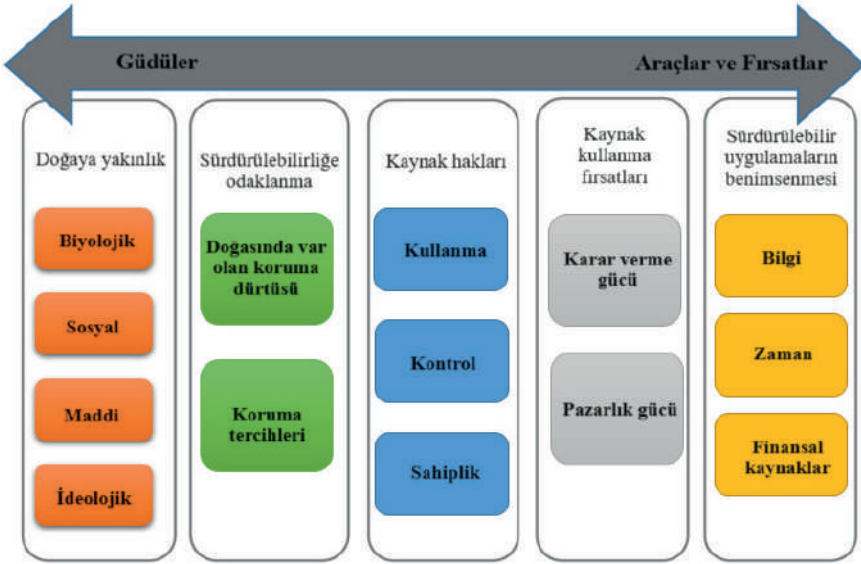 Güdüler
Araçlar ve Fırsatlar
Doğaya yakınlık
Biyolojik
Sosyal
Maddi
İdeolojik
Sürdürülebilirliğe
odaklanma
Doğasında var
olan koruma
dürtüsü
Koruma
tercihleri
Kaynak hakları
Kullanma
Kontrol
Sahiplik
Kaynak
kullanma
fırsatları
Karar verme
gücü
Pazarlık gücü
Sürdürülebilir
uygulamaların
benimsenmesi
Bilgi
Zaman
Finansal
kaynaklar